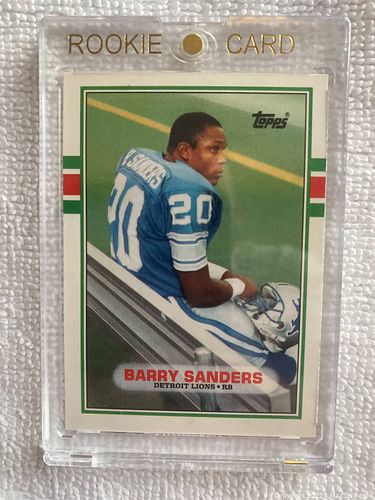 ROOKIE CARD
Topps®
B. SANDERS
20
20
BARRY SANDERS
DETROIT LIONS • RB